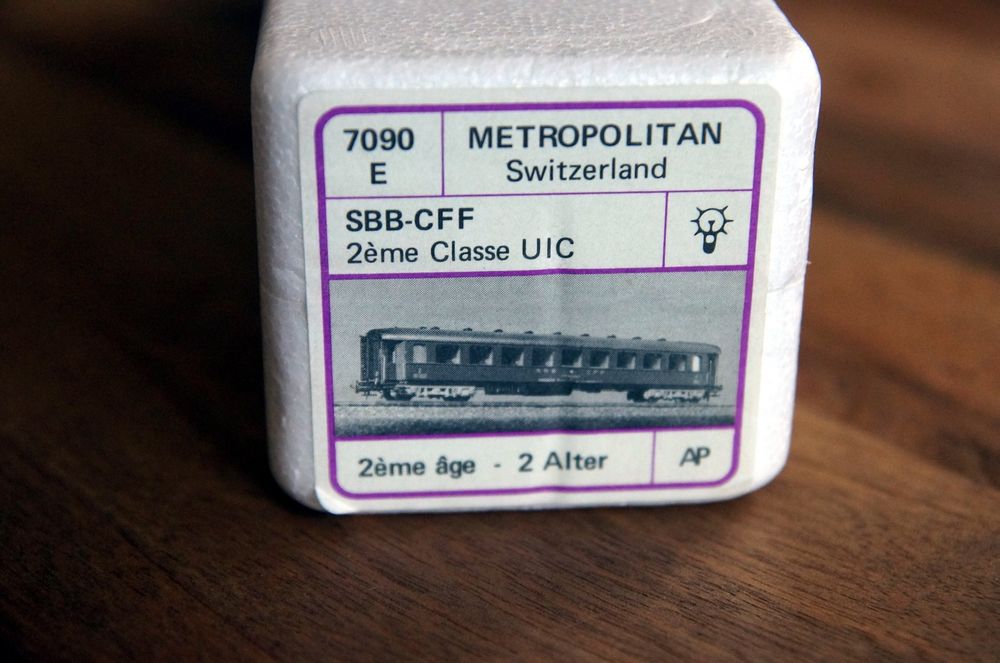 7090
E
METROPOLITAN
Switzerland
SBB-CFF
2ème Classe UIC
2ème âge - 2 Alter
AP